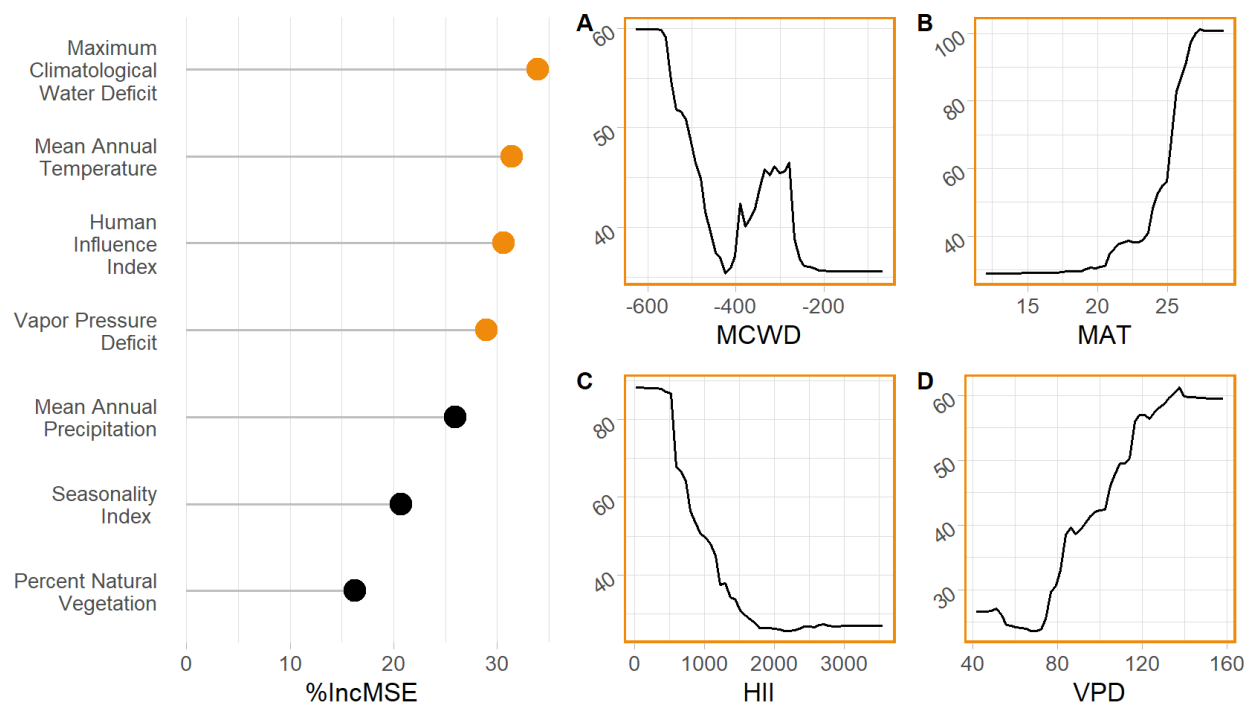 Maximum
Climatological
Water Deficit
Mean Annual
Temperature
Human
Influence
Index
Vapor Pressure
Deficit
Mean Annual
Precipitation
Seasonality
Index
Percent Natural
Vegetation
0 10 20 30
%IncMSE
A
60
50
40
-600 -400 -200
MCWD
B
100
80
60
40
15 20 25
MAT
C
80
60
40
0 1000 2000 3000
HII
D
60
50
40
30
40 80 120 160
VPD